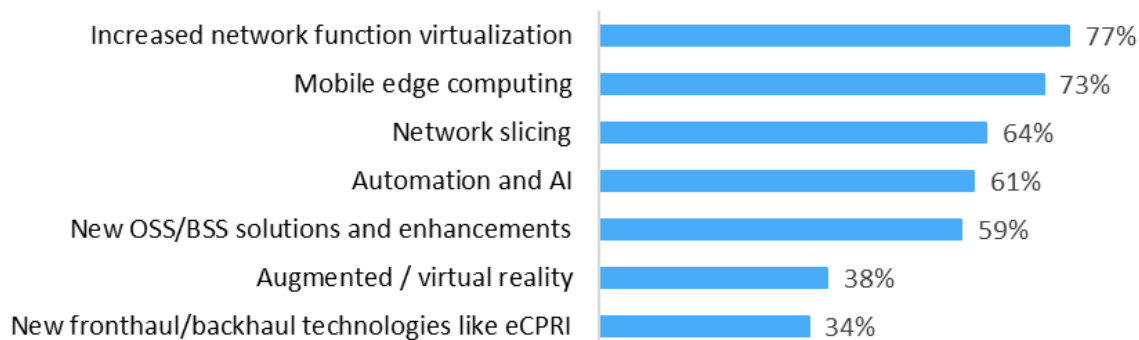 Increased network function virtualization 77%
Mobile edge computing 73%
Network slicing 64%
Automation and AI 61%
New OSS/BSS solutions and enhancements 59%
Augmented / virtual reality 38%
New fronthaul/backhaul technologies like eCPRI 34%